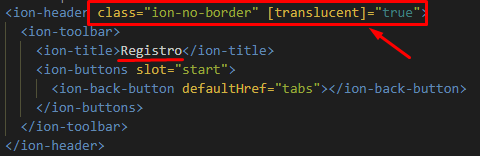 <ion-header class="ion-no-border" [translucent]="true">
<ion-toolbar>
<ion-title>Registro</ion-title>
<ion-buttons slot="start">
<ion-back-button defaultHref="tabs"></ion-back-button>
</ion-buttons>
</ion-toolbar>
</ion-header>